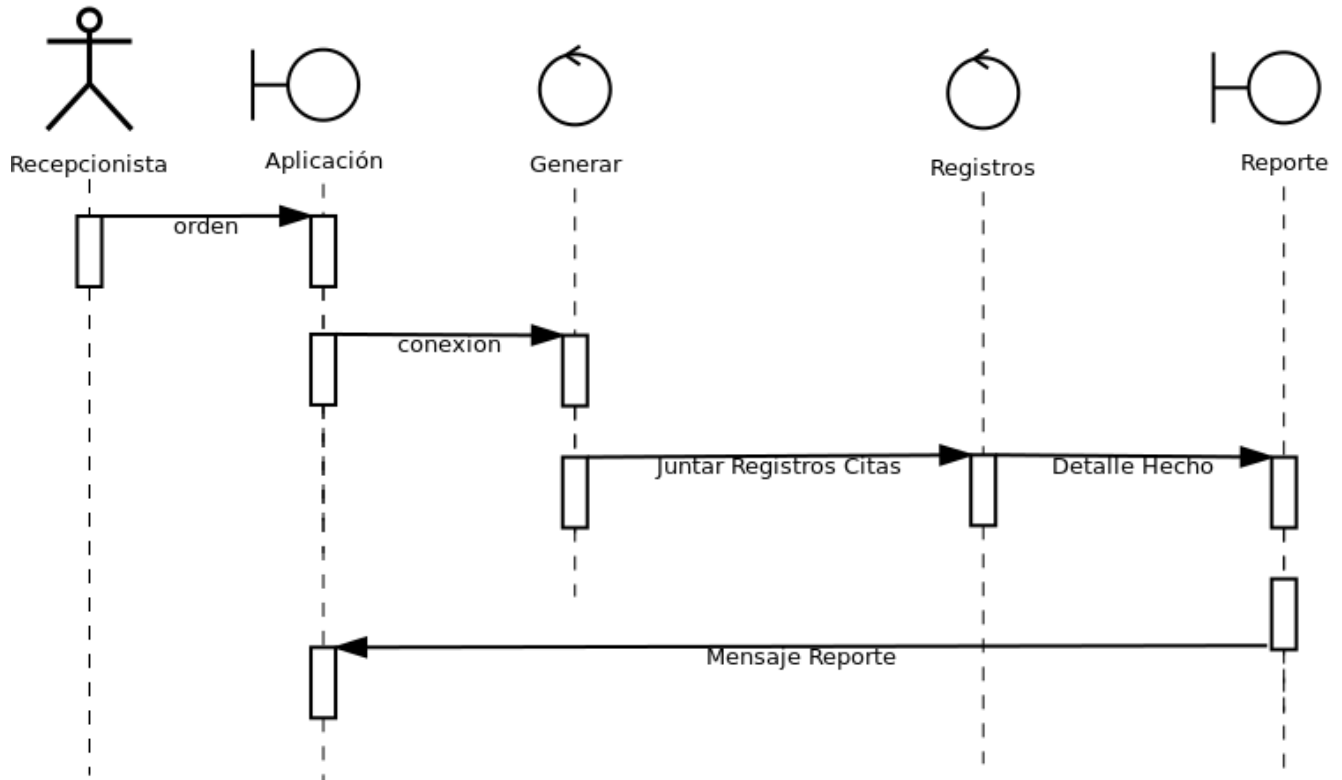 Recepcionista
Aplicación
Generar
Registros
Reporte
orden
conexion
Juntar Registros Citas
Detalle Hecho
Mensaje Reporte